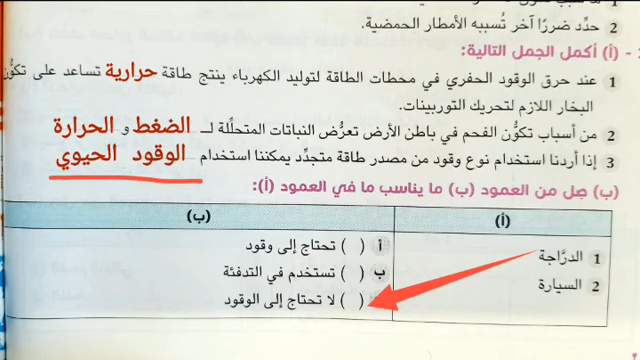 2 حدِّد ضررًا آخر تُسببه الأمطار الحمضية.
- (أ) أكمل الجمل التالية:
1 عند حرق الوقود الحفري في محطات الطاقة لتوليد الكهرباء ينتج طاقة حرارية تساعد على تكوُّن
البخار اللازم لتحريك التوربينات.
2 من أسباب تكوُّن الفحم في باطن الأرض تعرُّض النباتات المتحلِّلة لـ الضغط و الحرارة
3 إذا أردنا استخدام نوع وقود من مصدر طاقة متجدِّد يمكننا استخدام الوقود الحيوي
(ب) صِل من العمود (ب) ما يناسب ما في العمود (أ):
(أ) (ب)
1 الدرَّاجة
2 السيارة
أ ( ) تحتاج إلى وقود
ب ( ) تستخدم في التدفئة
( ) لا تحتاج إلى الوقود